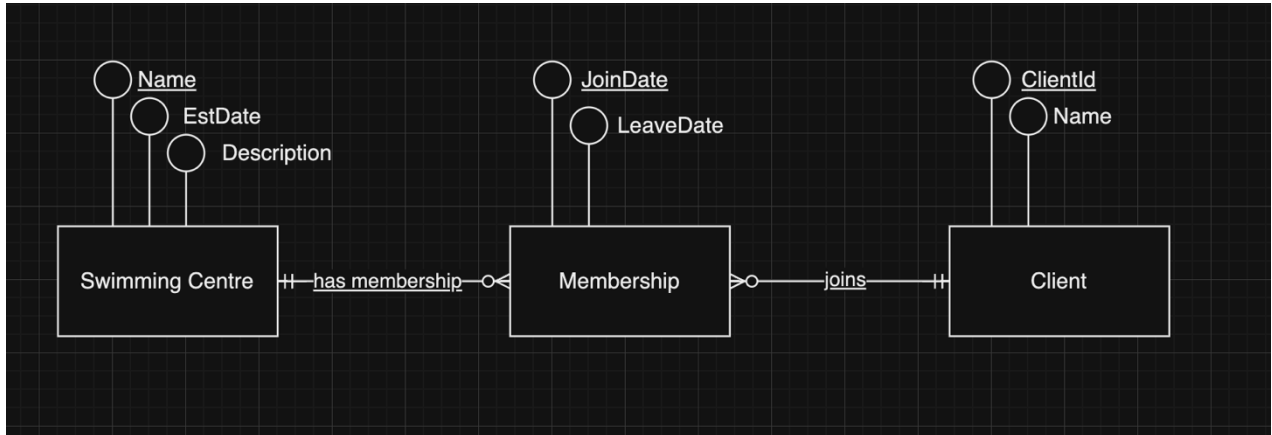 Name
EstDate
Description
JoinDate
LeaveDate
ClientId
Name
Swimming Centre
has membership
Membership
joins
Client